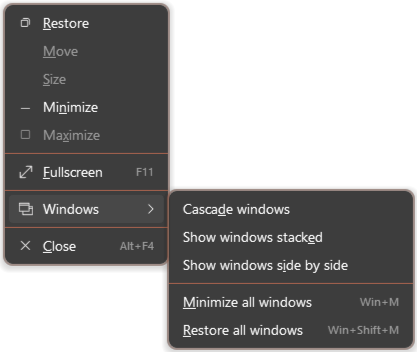 Restore
Move
Size
Minimize
Maximize
Fullscreen F11
Windows
Close Alt+F4
Cascade windows
Show windows stacked
Show windows side by side
Minimize all windows Win+M
Restore all windows Win+Shift+M